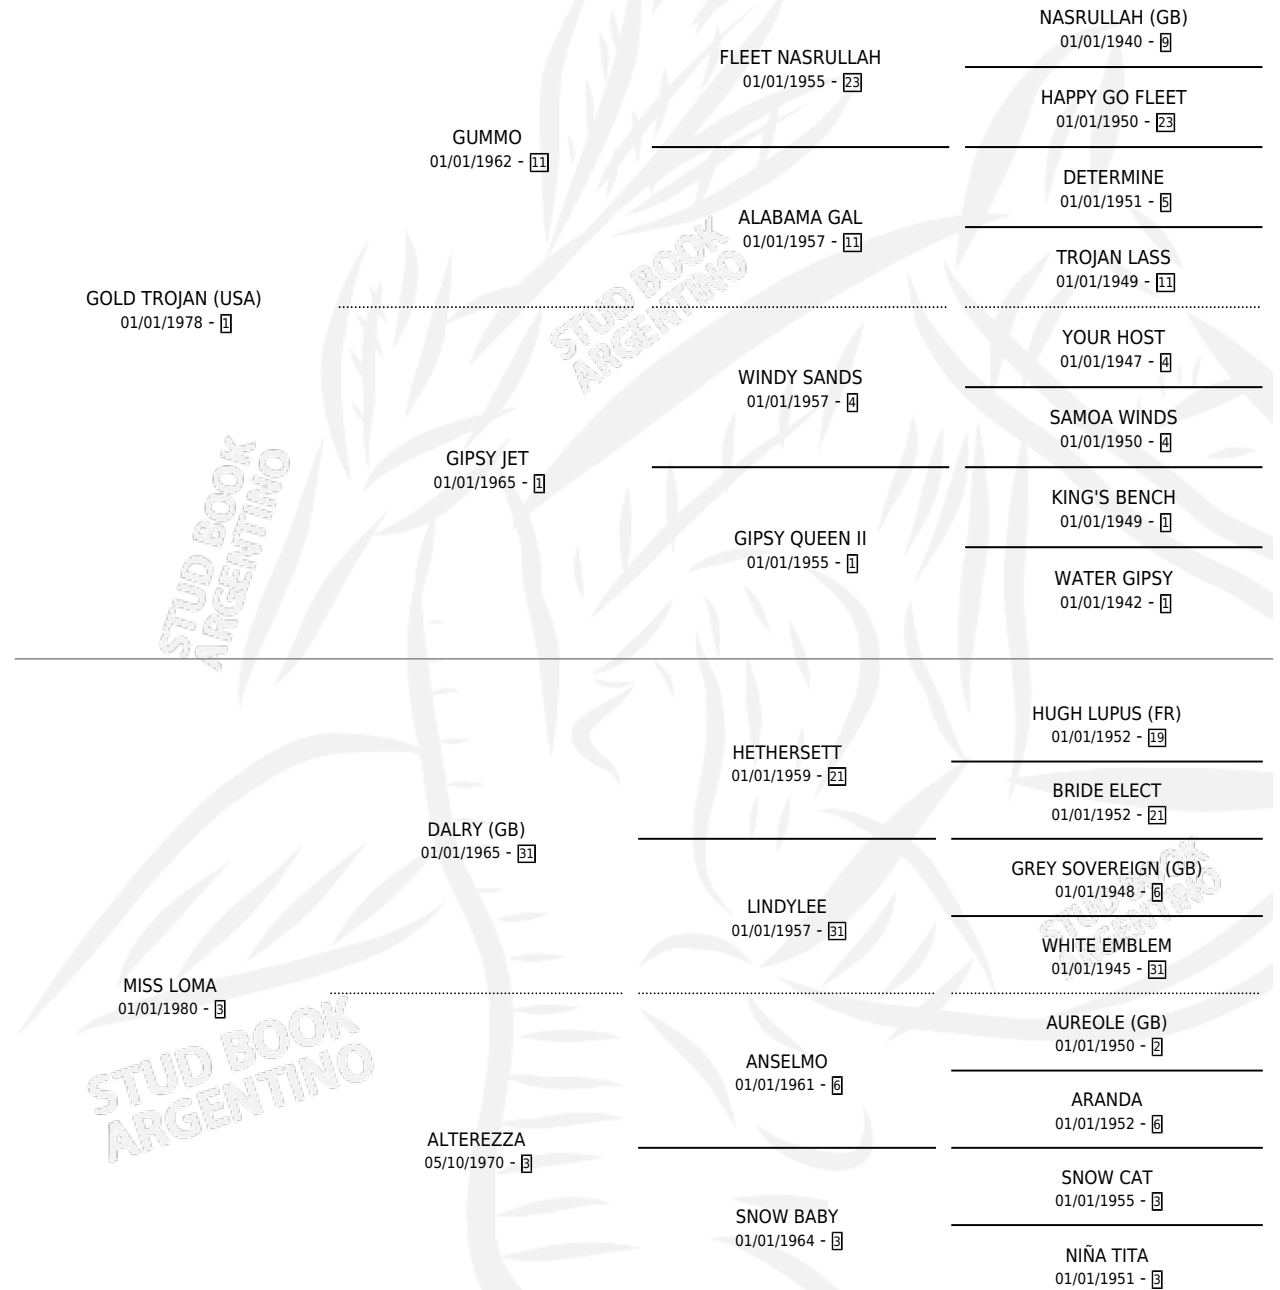 NASRULLAH (GB)
01/01/1940 - 9
FLEET NASRULLAH
01/01/1955 - 23
HAPPY GO FLEET
01/01/1950 - 23
GUMMO
01/01/1962 - 11
DETERMINE
01/01/1951 - 5
ALABAMA GAL
01/01/1957 - 11
TROJAN LASS
01/01/1949 - 11
GOLD TROJAN (USA)
01/01/1978 - 1
YOUR HOST
01/01/1947 - 4
WINDY SANDS
01/01/1957 - 4
SAMOA WINDS
01/01/1950 - 4
GIPSY JET
01/01/1965 - 1
KING'S BENCH
01/01/1949 - 1
GIPSY QUEEN II
01/01/1955 - 1
WATER GIPSY
01/01/1942 - 1
HUGH LUPUS (FR)
01/01/1952 - 19
HETHERSETT
01/01/1959 - 21
BRIDE ELECT
01/01/1952 - 21
DALRY (GB)
01/01/1965 - 31
GREY SOVEREIGN (GB)
01/01/1948 - 6
LINDYLEE
01/01/1957 - 31
WHITE EMBLEM
01/01/1945 - 31
MISS LOMA
01/01/1980 - 3
AUREOLE (GB)
01/01/1950 - 2
ANSELMO
01/01/1961 - 6
ARANDA
01/01/1952 - 6
ALTEREZZA
05/10/1970 - 3
SNOW CAT
01/01/1955 - 3
SNOW BABY
01/01/1964 - 3
NIÑA TITA
01/01/1951 - 3
STUD BOOK
ARGENTINO
STUD BOOK
ARGENTINO
STUD BOOK
ARGENTINO
STUD BOOK
ARGENTINO